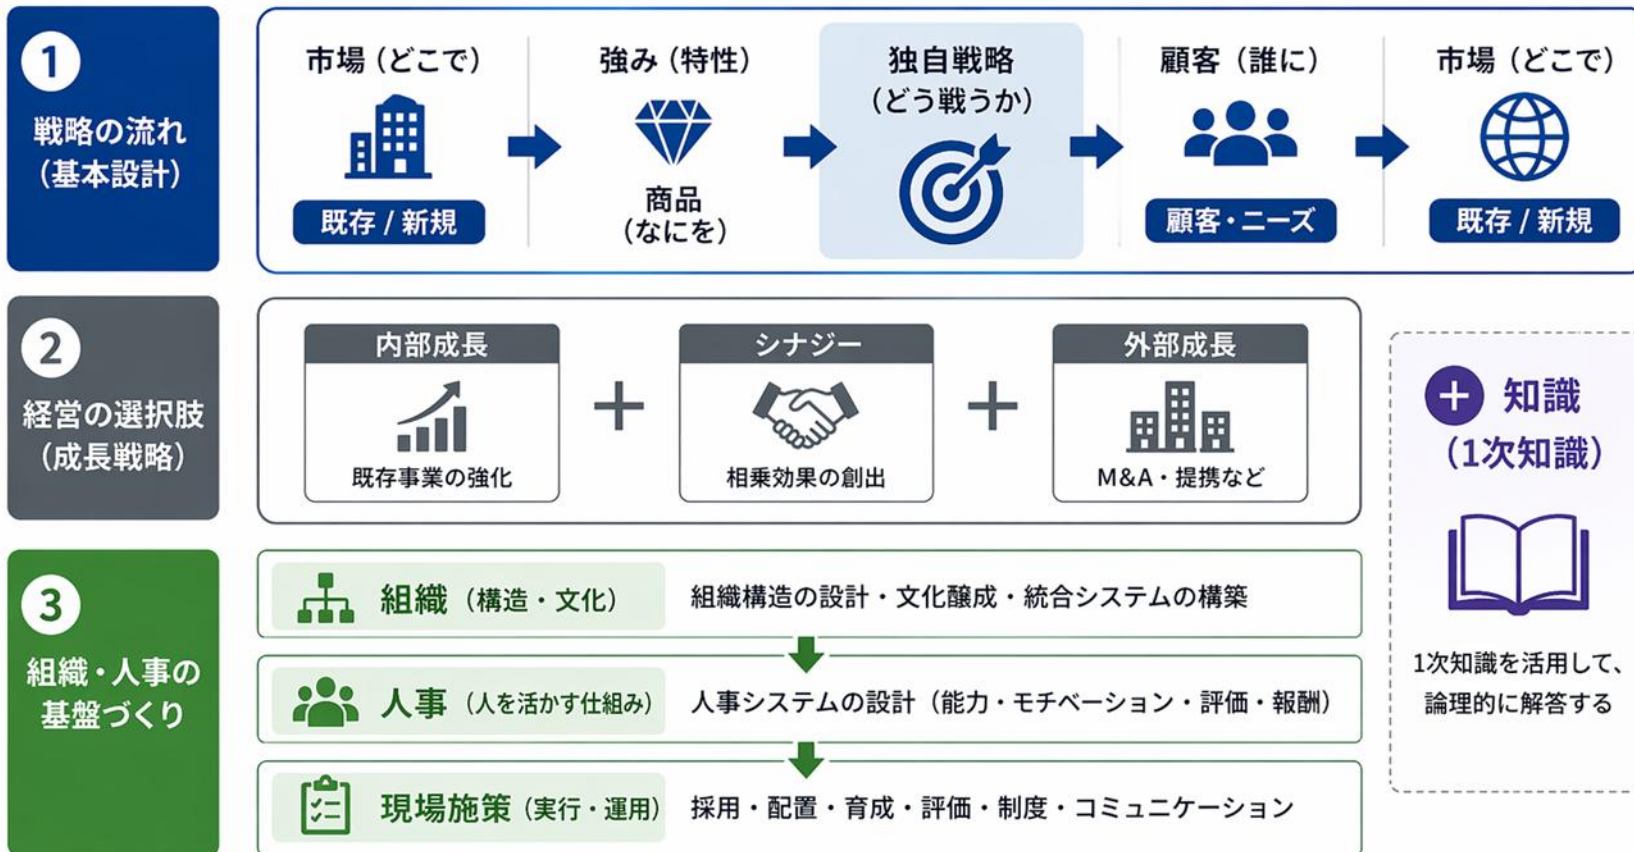 1
戦略の流れ
(基本設計)
市場 (どこで)
既存 / 新規
強み (特性)
商品
(なにを)
独自戦略
(どう戦うか)
顧客 (誰に)
顧客・ニーズ
市場 (どこで)
既存 / 新規
2
経営の選択肢
(成長戦略)
内部成長
既存事業の強化
+
シナジー
相乗効果の創出
+
外部成長
M&A・提携など
3
組織・人事の
基盤づくり
組織 (構造・文化)
組織構造の設計・文化醸成・統合システムの構築
人事 (人を活かす仕組み)
人事システムの設計 (能力・モチベーション・評価・報酬)
現場施策 (実行・運用)
採用・配置・育成・評価・制度・コミュニケーション
+ 知識
(1次知識)
1次知識を活用して、
論理的に解答する